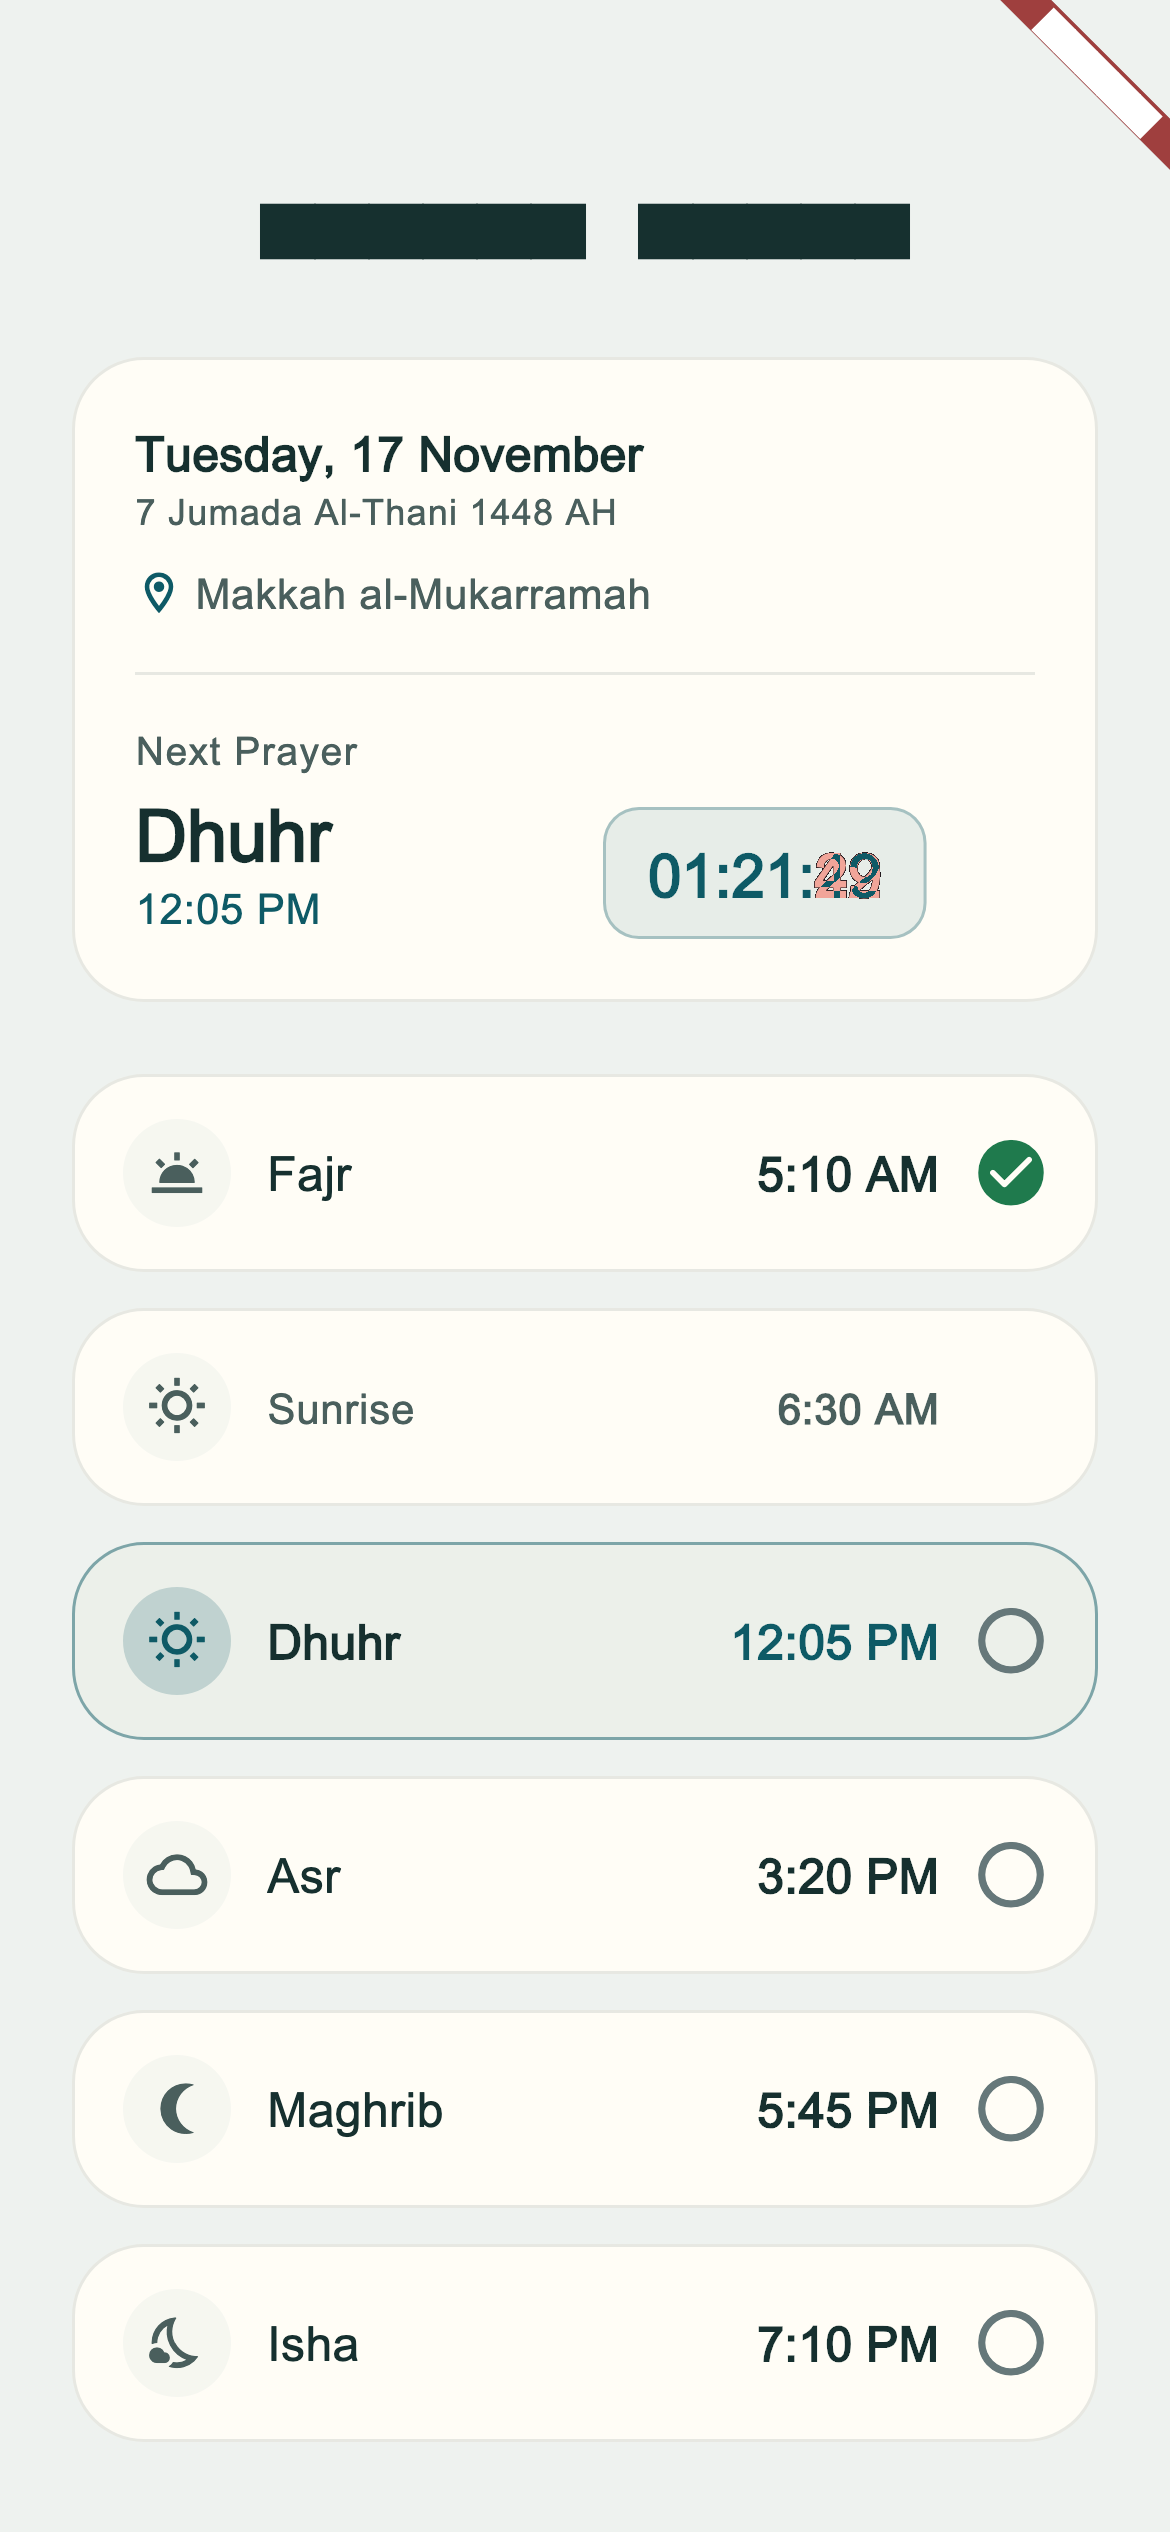 Tuesday, 17 November
7 Jumada Al-Thani 1448 AH
Makkah al-Mukarramah
Next Prayer
Dhuhr
12:05 PM
01:21:
Fajr
5:10 AM
Sunrise
6:30 AM
Dhuhr
12:05 PM
Asr
3:20 PM
Maghrib
5:45 PM
Isha
7:10 PM